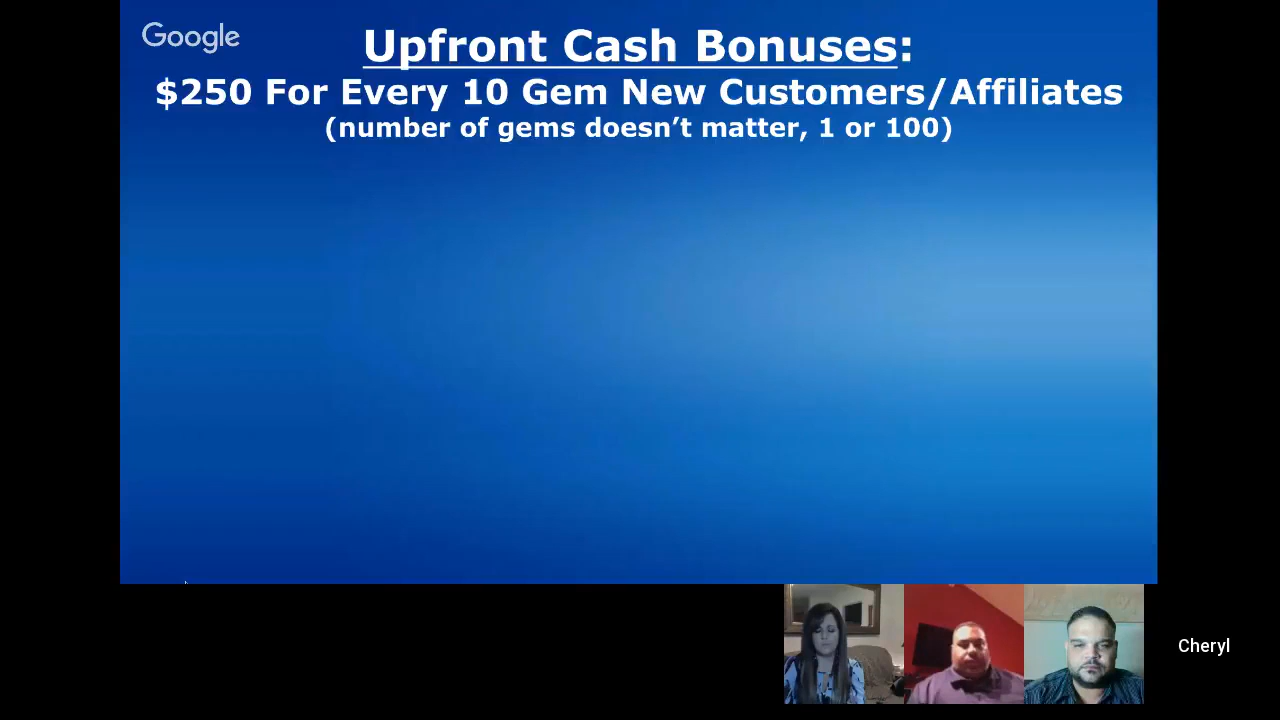 Google
Upfront Cash Bonuses:
$250 For Every 10 Gem New Customers/Affiliates
(number of gems doesn’t matter, 1 or 100)
Cheryl